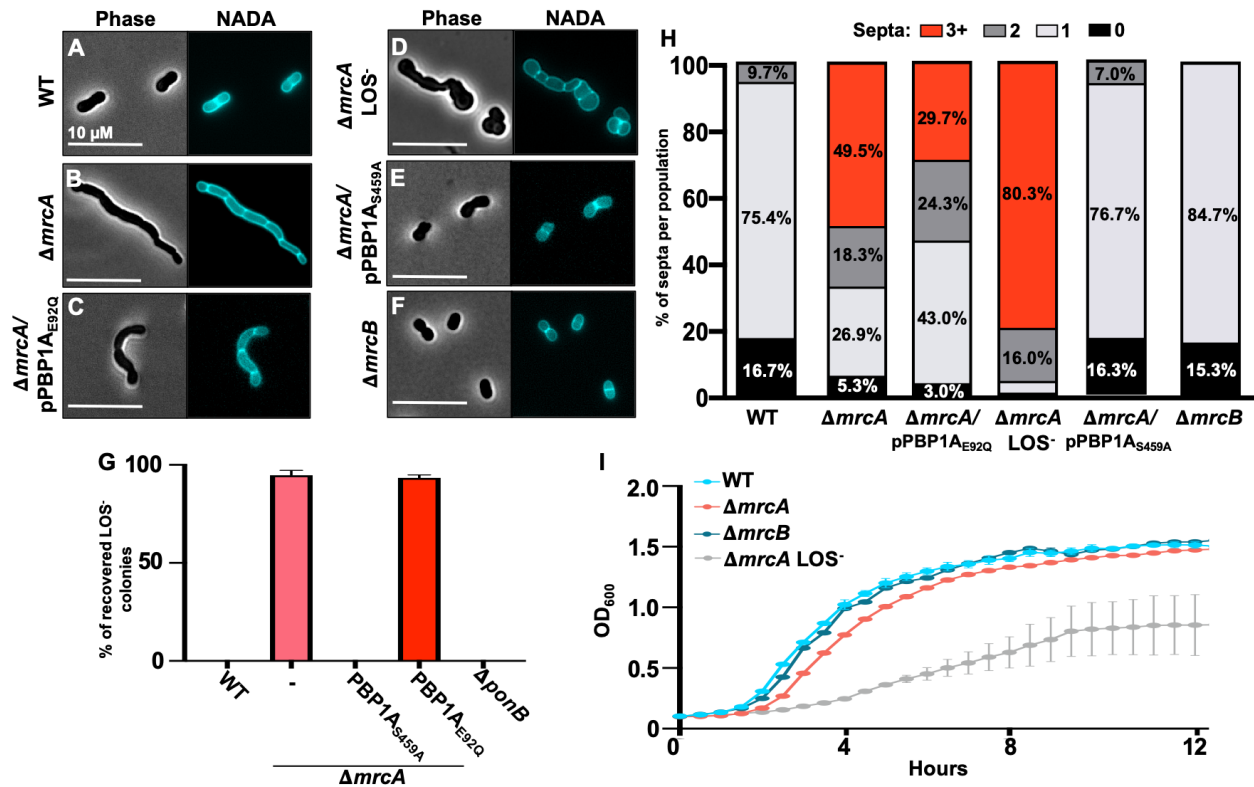 Phase NADA
Phase NADA
A
WT
10 µM
B
ΔmrcA
C
ΔmrcA/
pPBP1A_E92Q
D
ΔmrcA
LOS⁻
E
ΔmrcA/
pPBP1A_S459A
F
ΔmrcB
H
Septa: 3+ 2 1 0
% of septa per population
100
80
60
40
20
0
9.7%
75.4%
16.7%
49.5%
18.3%
26.9%
5.3%
29.7%
24.3%
43.0%
3.0%
80.3%
16.0%
7.0%
76.7%
16.3%
84.7%
15.3%
WT ΔmrcA ΔmrcA/ ΔmrcA ΔmrcA/ ΔmrcB
pPBP1A_E92Q LOS⁻ pPBP1A_S459A
G
% of recovered LOS⁻
colonies
100
50
0
WT
-
PBP1A_S459A
PBP1A_E92Q
ΔponB
ΔmrcA
I
WT
ΔmrcA
ΔmrcB
ΔmrcA LOS⁻
OD₆₀₀
2.0
1.5
1.0
0.5
0
0 4 8 12
Hours